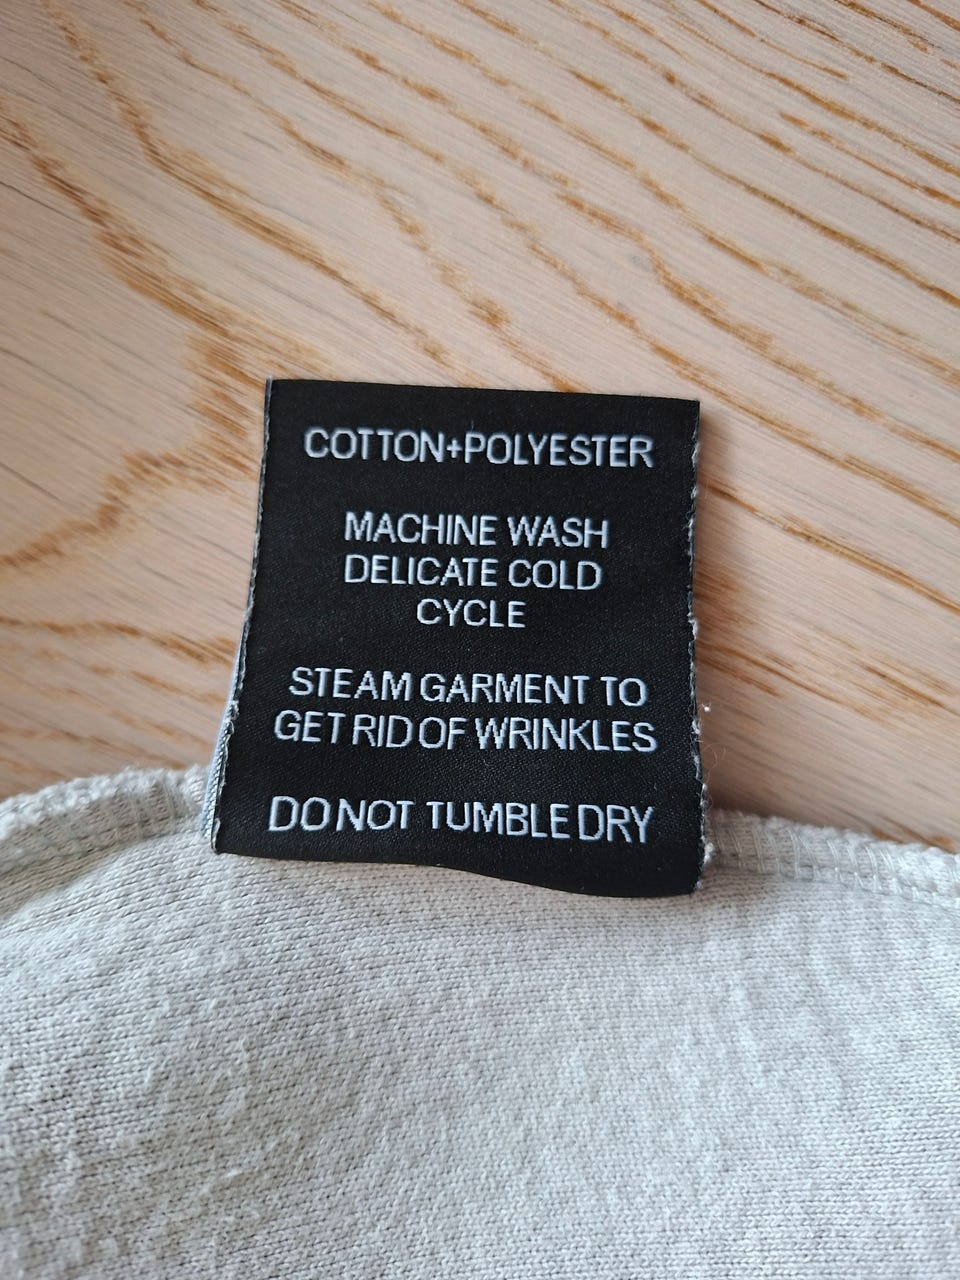 COTTON+POLYESTER
MACHINE WASH
DELICATE COLD
CYCLE
STEAM GARMENT TO
GET RID OF WRINKLES
DO NOT TUMBLE DRY